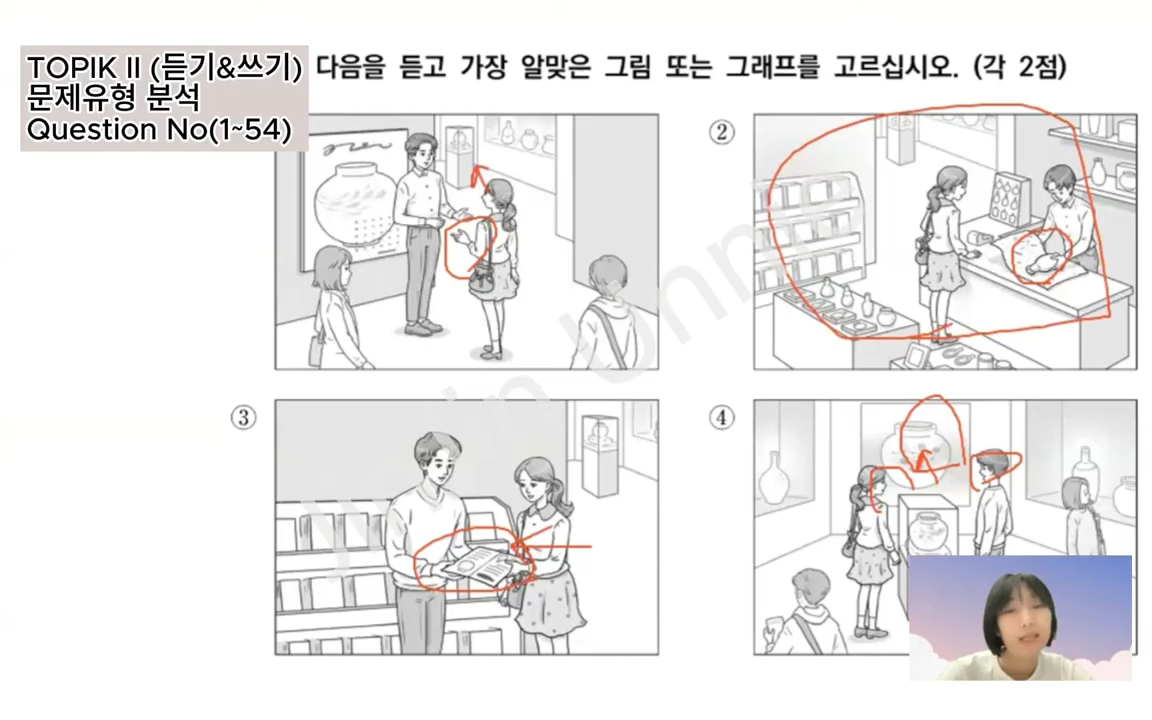 TOPIK II (듣기&쓰기)
문제유형 분석
Question No(1~54)
다음을 듣고 가장 알맞은 그림 또는 그래프를 고르십시오. (각 2점)
②
③
④